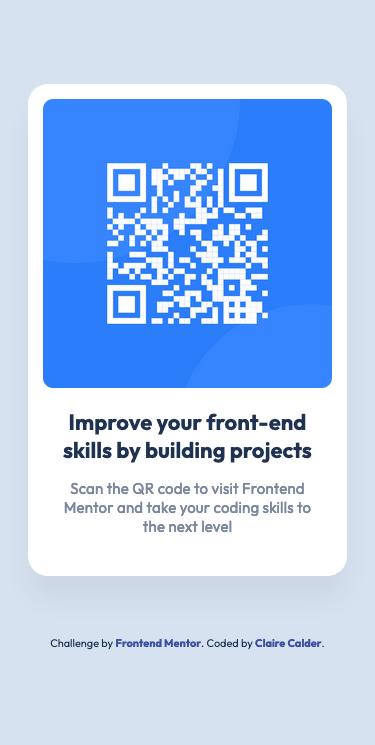 Improve your front-end
skills by building projects
Scan the QR code to visit Frontend
Mentor and take your coding skills to
the next level
Challenge by Frontend Mentor. Coded by Claire Calder.